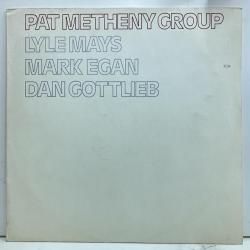 PAT METHENY GROUP
LYLE MAYS
MARK EGAN
DAN GOTTLIEB